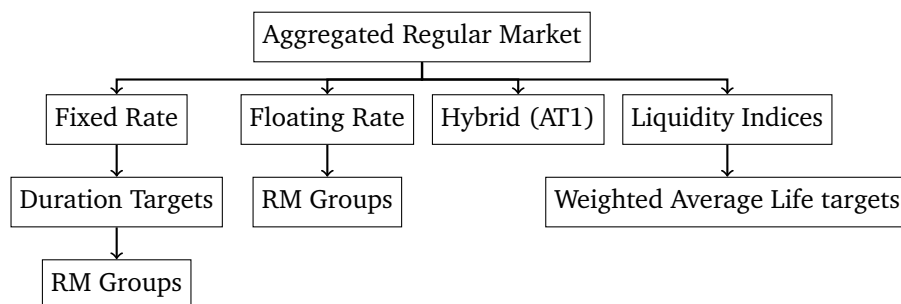 Aggregated Regular Market
Fixed Rate
Floating Rate
Hybrid (AT1)
Liquidity Indices
Duration Targets
RM Groups
Weighted Average Life targets
RM Groups